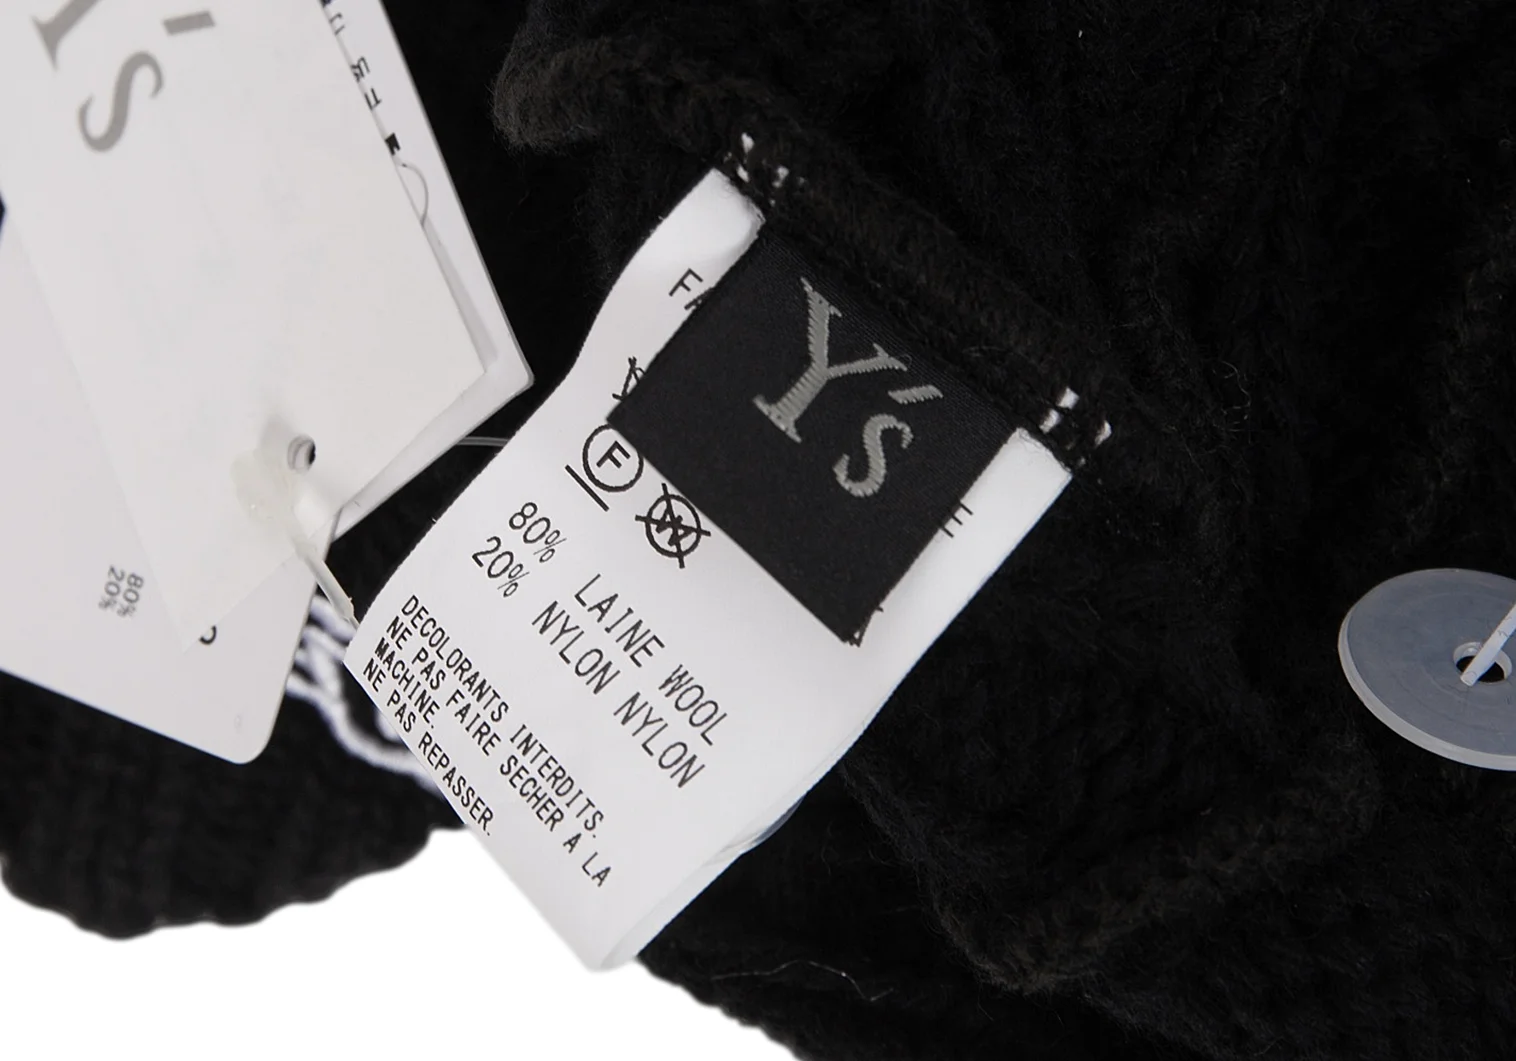 Y's
F
W
80% LAINE WOOL
20% NYLON NYLON
DECOLORANTS INTERDITS.
NE PAS FAIRE SECHER A LA
MACHINE.
NE PAS REPASSER.
's
80%
20%